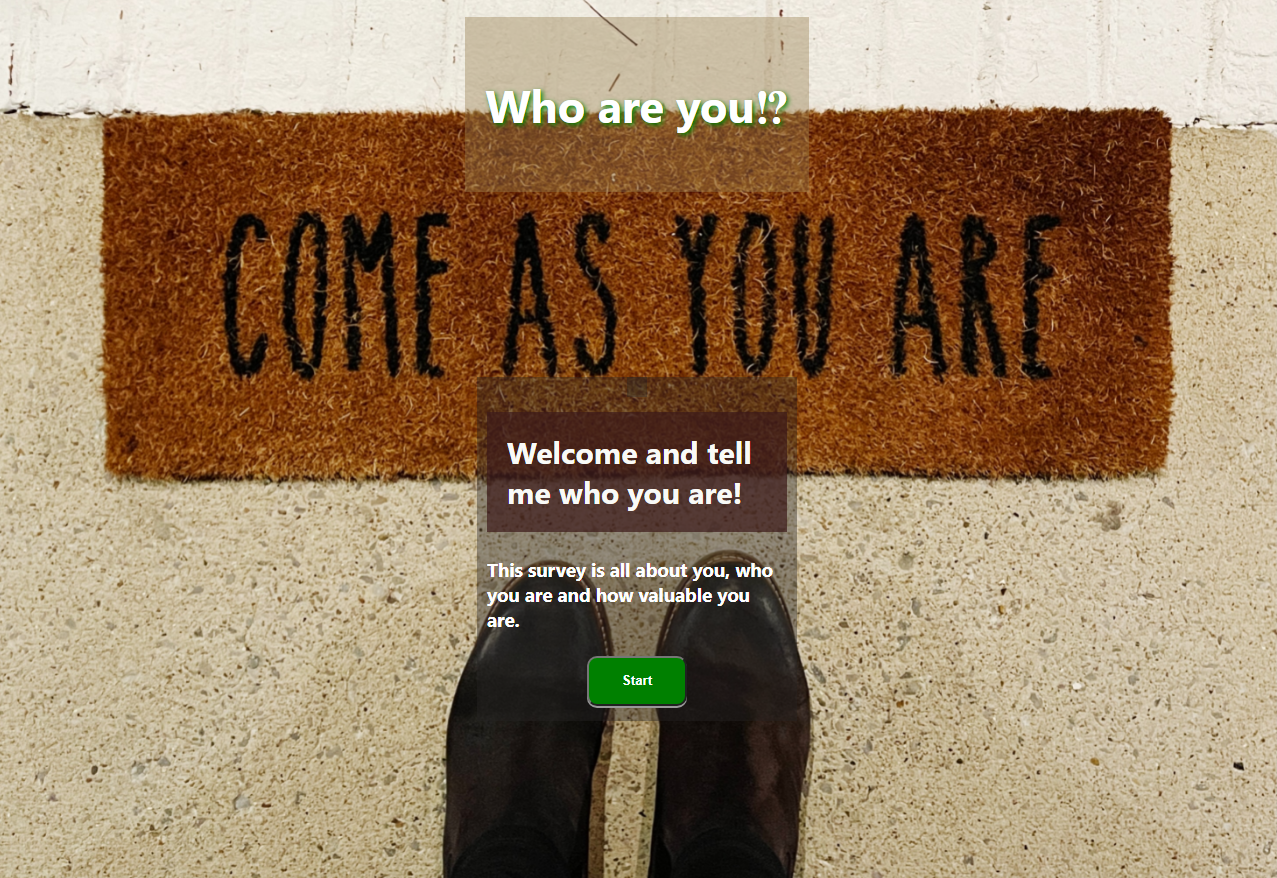 Who are you⁉
COME AS YOU ARE
Welcome and tell
me who you are!
This survey is all about you, who
you are and how valuable you
are.
Start